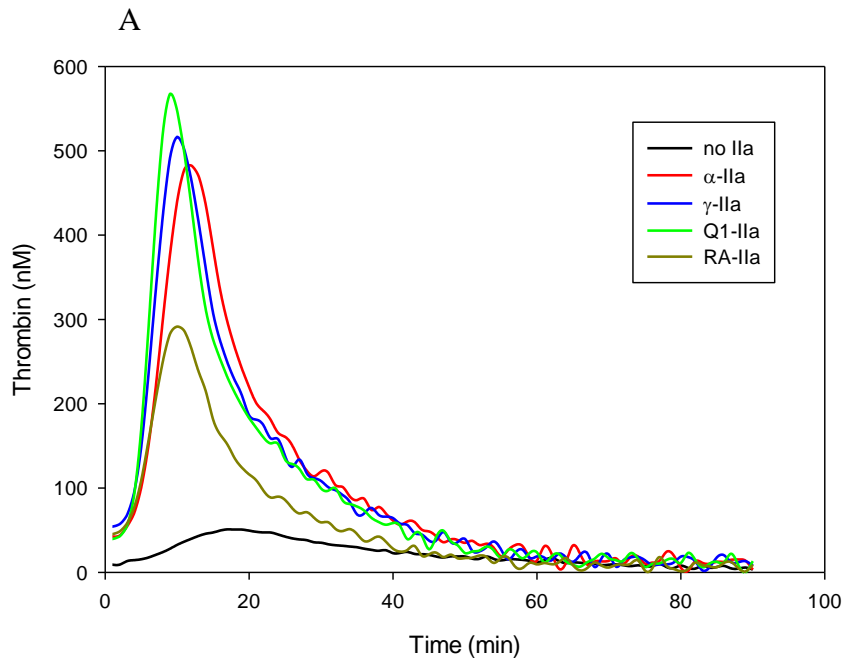 A
600
500
400
300
200
100
0
Thrombin (nM)
no IIa
α-IIa
γ-IIa
Q1-IIa
RA-IIa
0 20 40 60 80 100
Time (min)